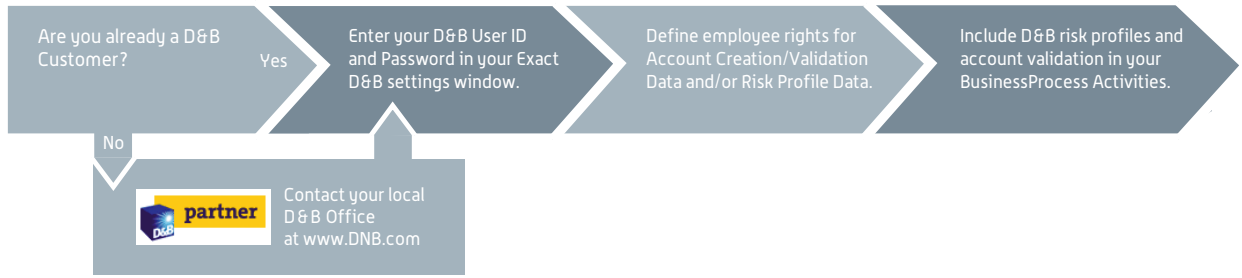 Are you already a D&B
Customer?
Yes
Enter your D&B User ID
and Password in your Exact
D&B settings window.
Define employee rights for
Account Creation/Validation
Data and/or Risk Profile Data.
Include D&B risk profiles and
account validation in your
BusinessProcess Activities.
No
D&B
partner
Contact your local
D&B Office
at www.DNB.com